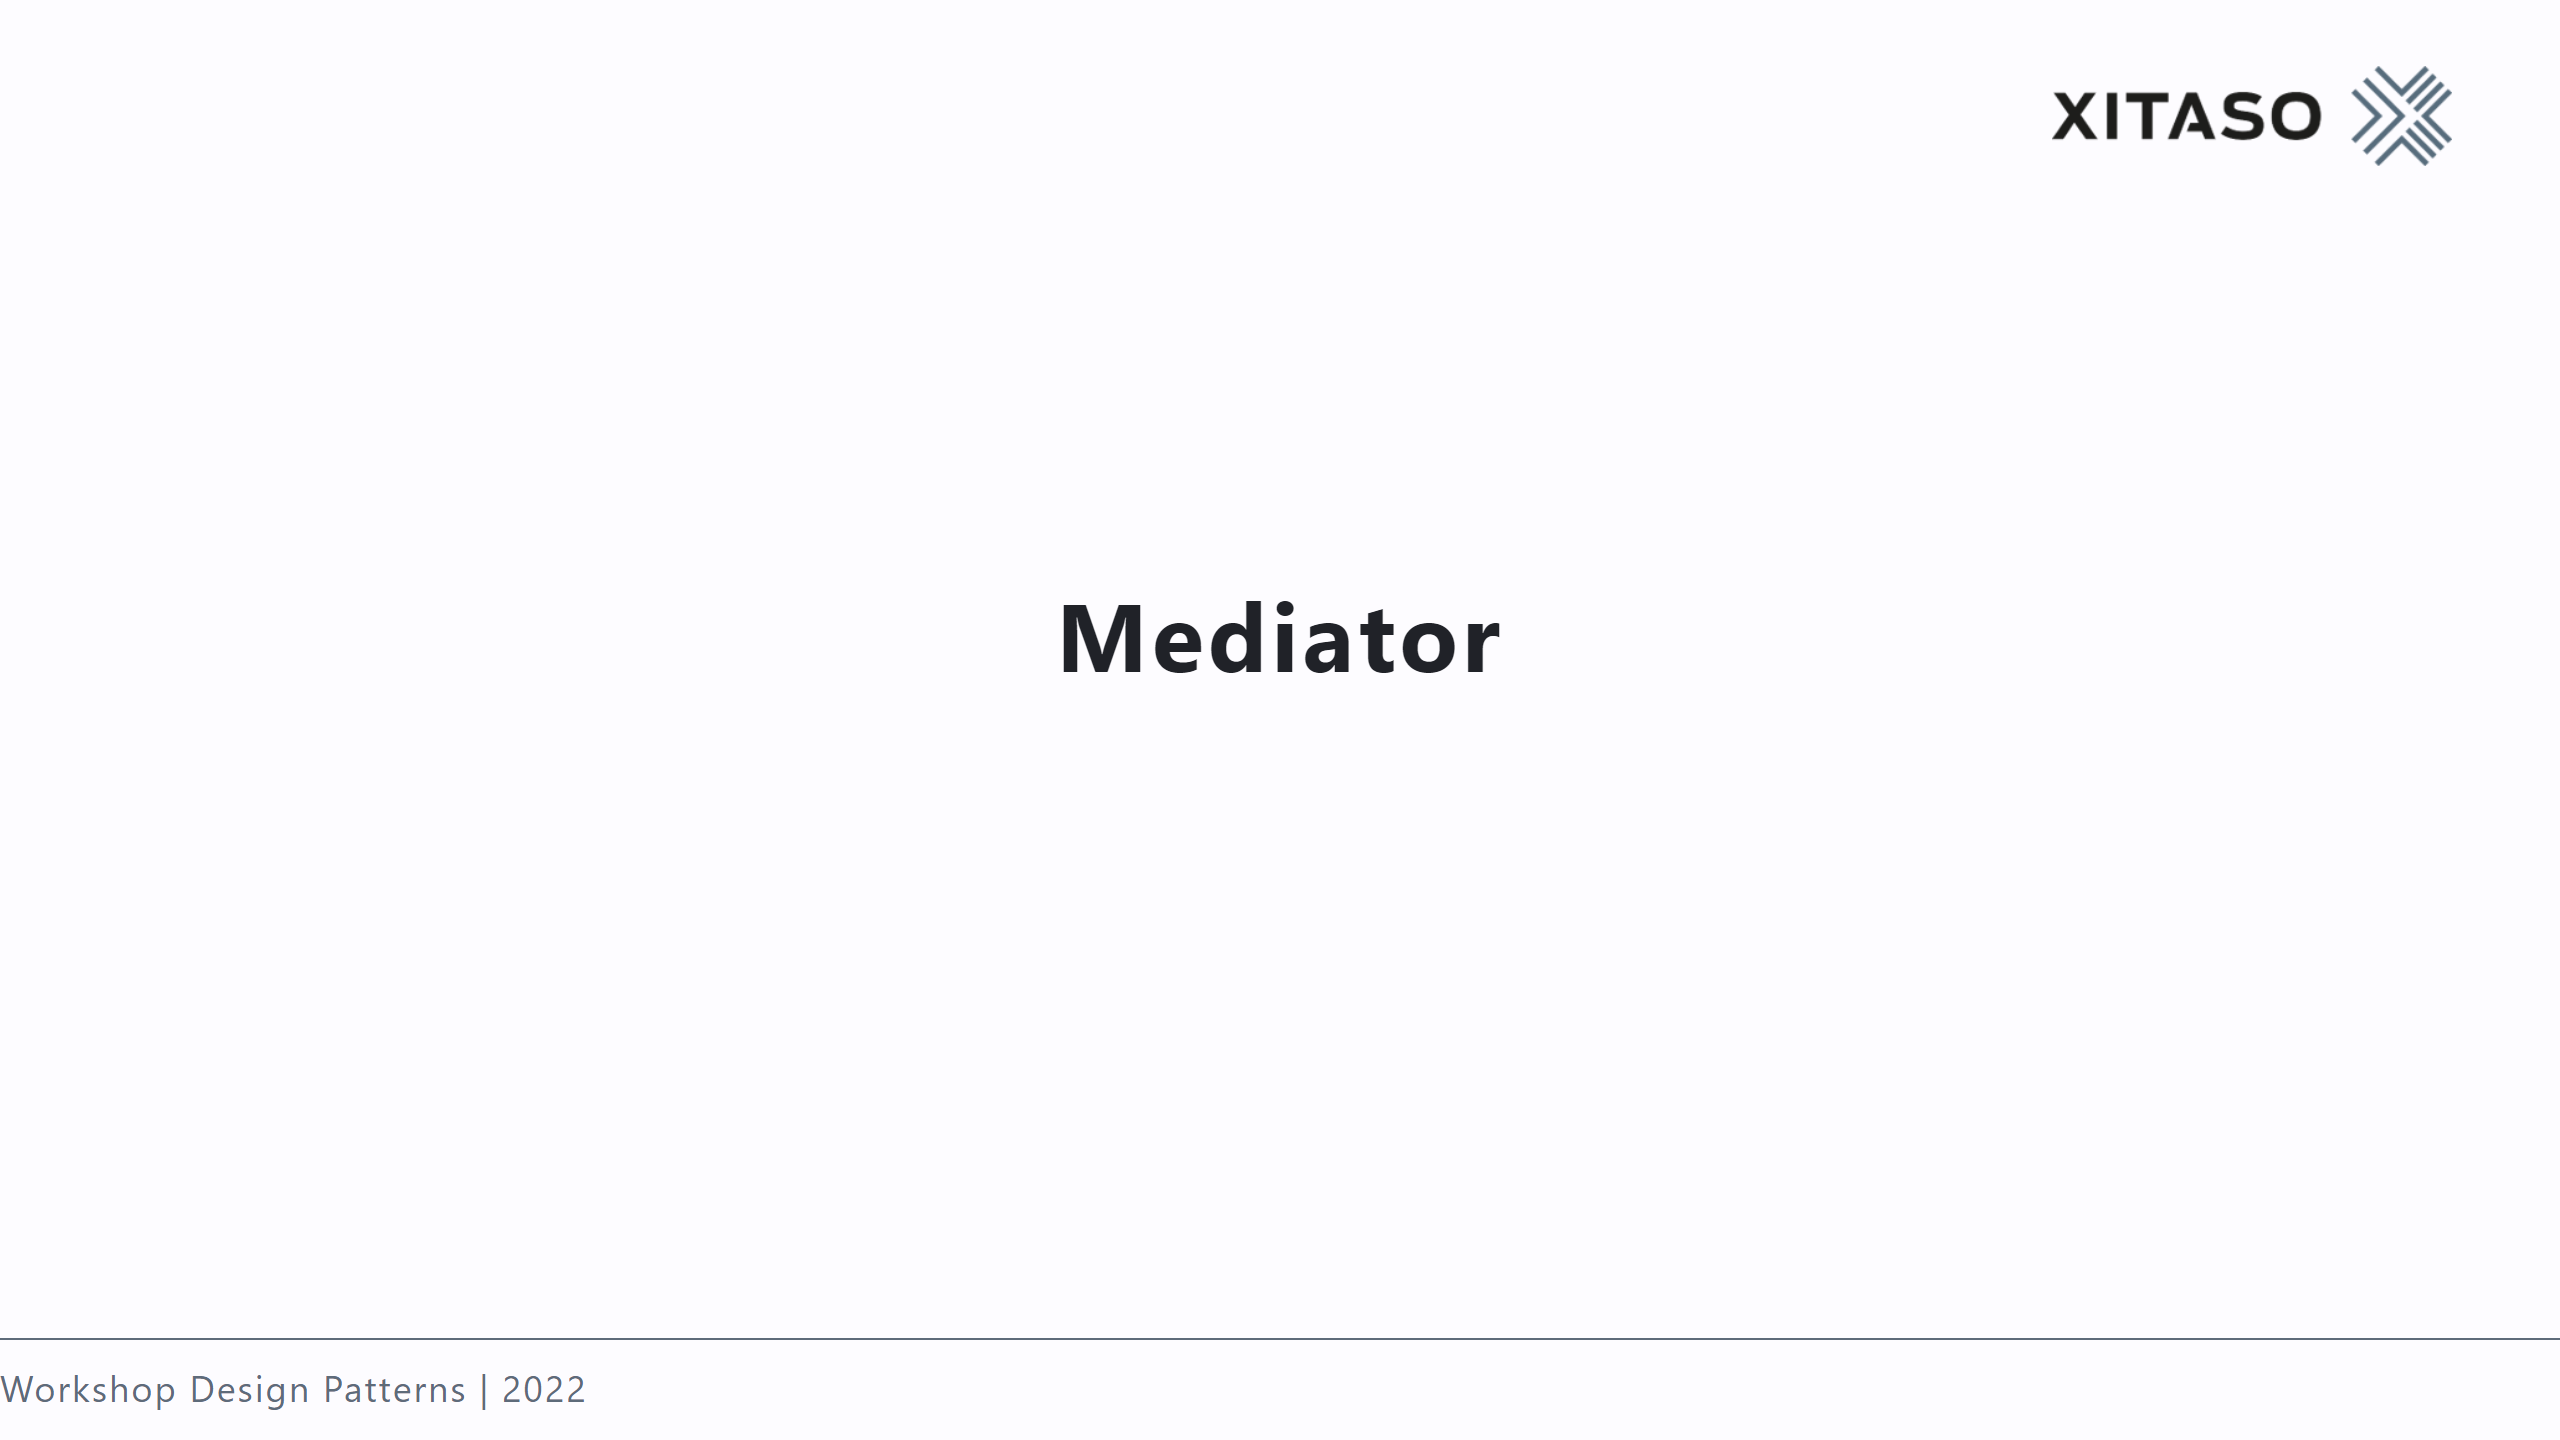 XITASO
Mediator
Workshop Design Patterns | 2022